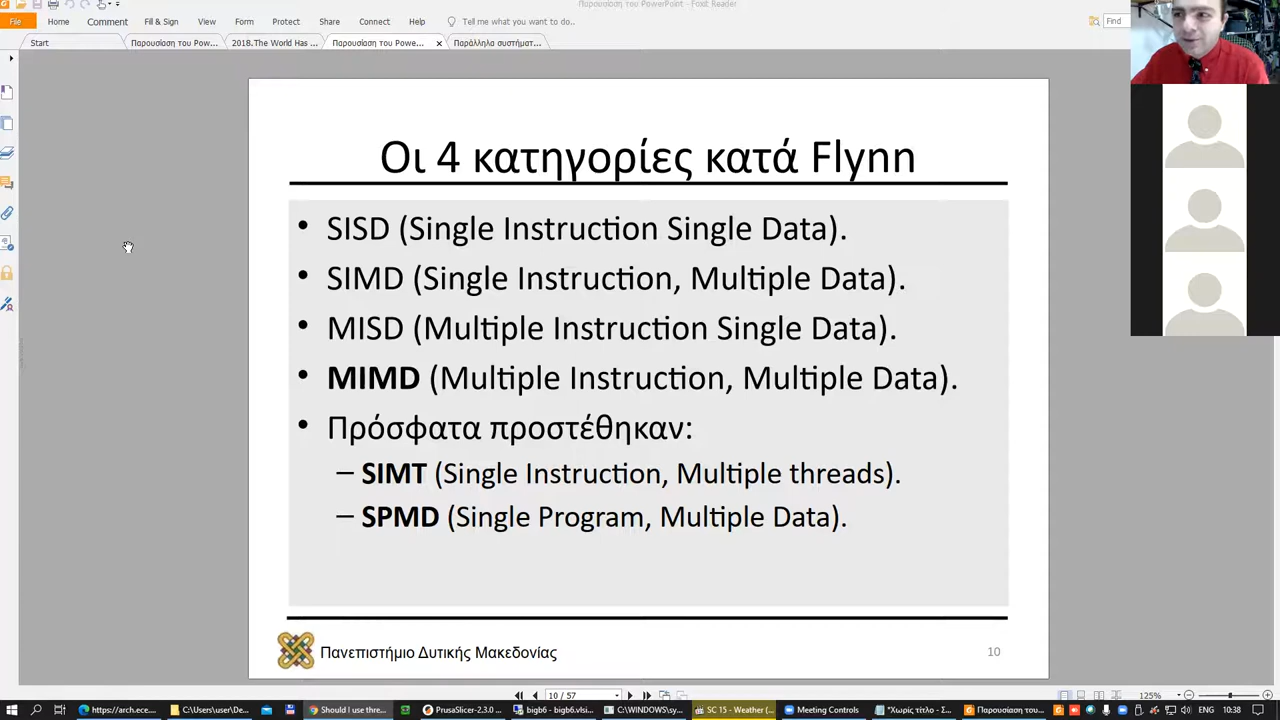 Παρουσίαση του PowerPoint - Foxit Reader
File Home Comment Fill & Sign View Form Protect Share Connect Help Tell me what you want to do... Find
Start Παρουσίαση του Pow... 2018.The World Has ... Παρουσίαση του Powe... Παράλληλα συστήματ...
Οι 4 κατηγορίες κατά Flynn
• SISD (Single Instruction Single Data).
• SIMD (Single Instruction, Multiple Data).
• MISD (Multiple Instruction Single Data).
• MIMD (Multiple Instruction, Multiple Data).
• Πρόσφατα προστέθηκαν:
– SIMT (Single Instruction, Multiple threads).
– SPMD (Single Program, Multiple Data).
Πανεπιστήμιο Δυτικής Μακεδονίας 10
10 / 57 125%
https://arch.ece.... C:\Users\user\De... Should I use thre... PrusaSlicer-2.3.0 ... bigb6 - bigb6.vlsi... C:\WINDOWS\sy... SC 15 - Weather (... Meeting Controls "Χωρίς τίτλο - Σ... Παρουσίαση του... ENG 10:38